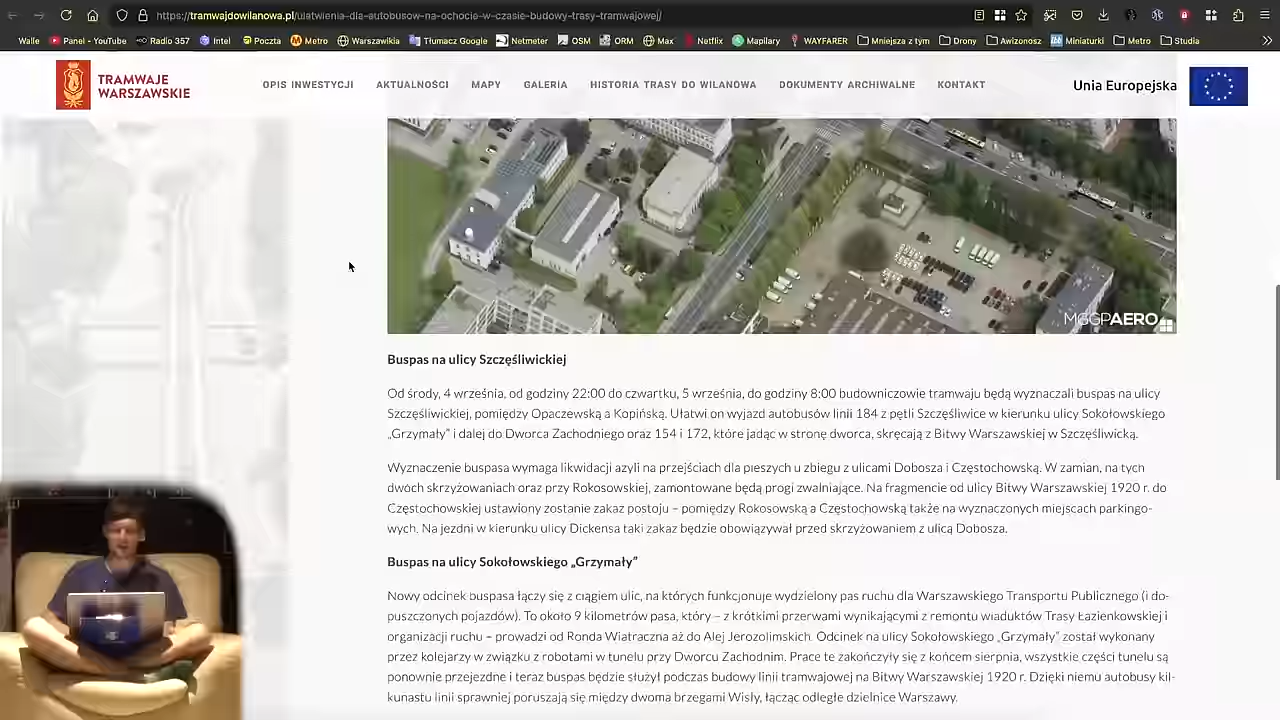 https://tramwajdowilanowa.pl/ulatwienia-dla-autobusow-na-ochocie-w-czasie-budowy-trasy-tramwajowej/
Walle Panel - YouTube Radio 357 Intel Poczta Metro Warszawikia Tłumacz Google Netmeter OSM ORM Max Netflix Mapilary WAYFARER Mniejsza z tym Drony Awizonosz Miniaturki Metro Studia
TRAMWAJE
WARSZAWSKIE
OPIS INWESTYCJI AKTUALNOŚCI MAPY GALERIA HISTORIA TRASY DO WILANOWA DOKUMENTY ARCHIWALNE KONTAKT
Unia Europejska
MGGPAERO
Buspas na ulicy Szczęśliwickiej
Od środy, 4 września, od godziny 22:00 do czwartku, 5 września, do godziny 8:00 budowniczowie tramwaju będą wyznaczali buspas na ulicy
Szczęśliwickiej, pomiędzy Opaczewską a Kopińską. Ułatwi on wyjazd autobusów linii 184 z pętli Szczęśliwice w kierunku ulicy Sokołowskiego
„Grzymały” i dalej do Dworca Zachodniego oraz 154 i 172, które jadąc w stronę dworca, skręcają z Bitwy Warszawskiej w Szczęśliwicką.
Wyznaczenie buspasa wymaga likwidacji azyli na przejściach dla pieszych u zbiegu z ulicami Dobosza i Częstochowską. W zamian, na tych
dwóch skrzyżowaniach oraz przy Rokosowskiej, zamontowane będą progi zwalniające. Na fragmencie od ulicy Bitwy Warszawskiej 1920 r. do
Częstochowskiej ustawiony zostanie zakaz postoju – pomiędzy Rokosowską a Częstochowską także na wyznaczonych miejscach parkingo-
wych. Na jezdni w kierunku ulicy Dickensa taki zakaz będzie obowiązywał przed skrzyżowaniem z ulicą Dobosza.
Buspas na ulicy Sokołowskiego „Grzymały”
Nowy odcinek buspasa łączy się z ciągiem ulic, na których funkcjonuje wydzielony pas ruchu dla Warszawskiego Transportu Publicznego (i do-
puszczonych pojazdów). To około 9 kilometrów pasa, który – z krótkimi przerwami wynikającymi z remontu wiaduktów Trasy Łazienkowskiej i
organizacji ruchu – prowadzi od Ronda Wiatraczna aż do Alej Jerozolimskich. Odcinek na ulicy Sokołowskiego „Grzymały” został wykonany
przez kolejarzy w związku z robotami w tunelu przy Dworcu Zachodnim. Prace te zakończyły się z końcem sierpnia, wszystkie części tunelu są
ponownie przejezdne i teraz buspas będzie służył podczas budowy linii tramwajowej na Bitwy Warszawskiej 1920 r. Dzięki niemu autobusy kil-
kunastu linii sprawniej poruszają się między dwoma brzegami Wisły, łącząc odległe dzielnice Warszawy.